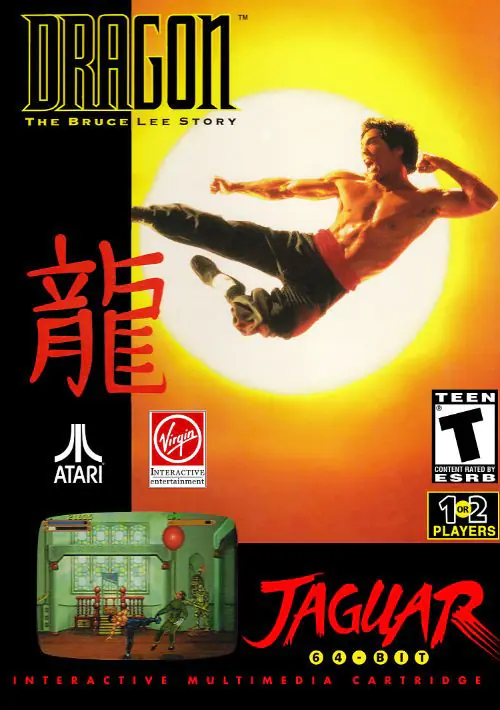 DRAGON™
THE BRUCE LEE STORY
龍
ATARI
Virgin
INTERACTIVE
entertainment
TEEN
T®
CONTENT RATED BY
ESRB
1 OR 2
PLAYERS
JAGUAR
64-BIT
INTERACTIVE MULTIMEDIA CARTRIDGE